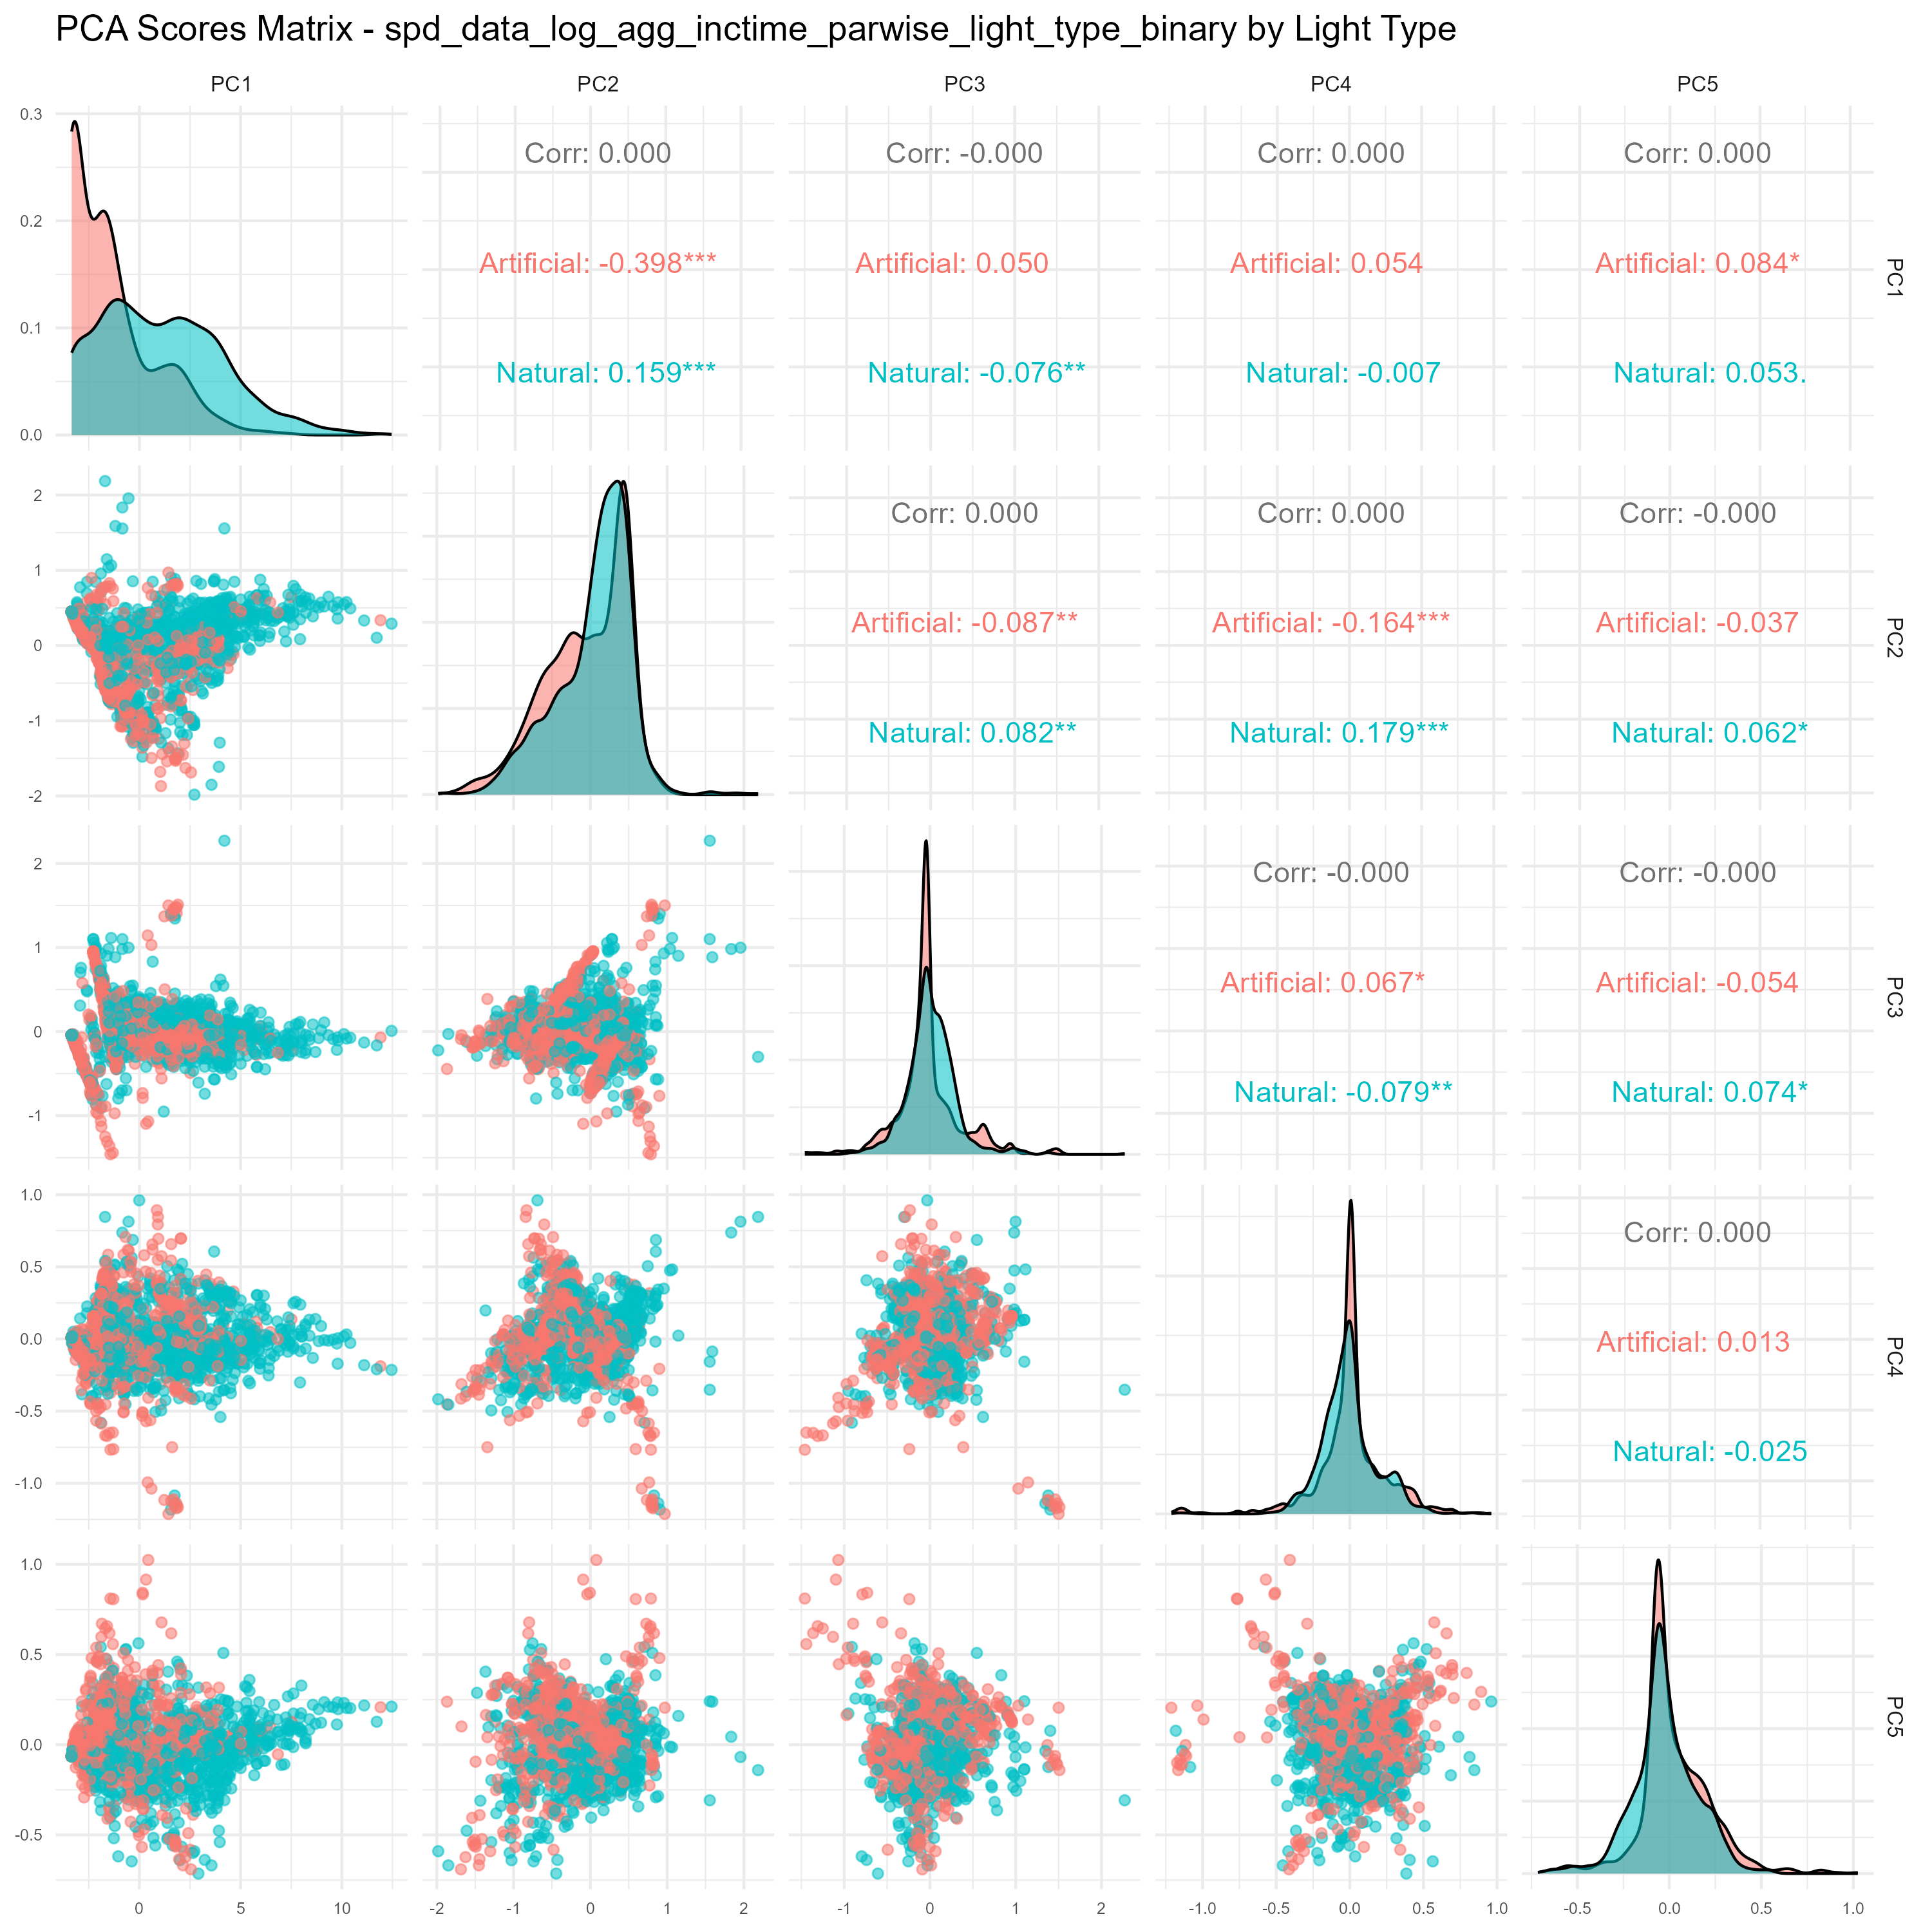 PCA Scores Matrix - spd_data_log_agg_inctime_parwise_light_type_binary by Light Type
PC1 PC2 PC3 PC4 PC5
0.3
0.2
0.1
0.0
Corr: 0.000
Artificial: -0.398***
Natural: 0.159***
Corr: -0.000
Artificial: 0.050
Natural: -0.076**
Corr: 0.000
Artificial: 0.054
Natural: -0.007
Corr: 0.000
Artificial: 0.084*
Natural: 0.053.
PC1
2
1
0
-1
-2
Corr: 0.000
Artificial: -0.087**
Natural: 0.082**
Corr: 0.000
Artificial: -0.164***
Natural: 0.179***
Corr: -0.000
Artificial: -0.037
Natural: 0.062*
PC2
2
1
0
-1
Corr: -0.000
Artificial: 0.067*
Natural: -0.079**
Corr: -0.000
Artificial: -0.054
Natural: 0.074*
PC3
1.0
0.5
0.0
-0.5
-1.0
Corr: 0.000
Artificial: 0.013
Natural: -0.025
PC4
1.0
0.5
0.0
-0.5
PC5
0 5 10
-2 -1 0 1 2
-1 0 1 2
-1.0 -0.5 0.0 0.5 1.0
-0.5 0.0 0.5 1.0